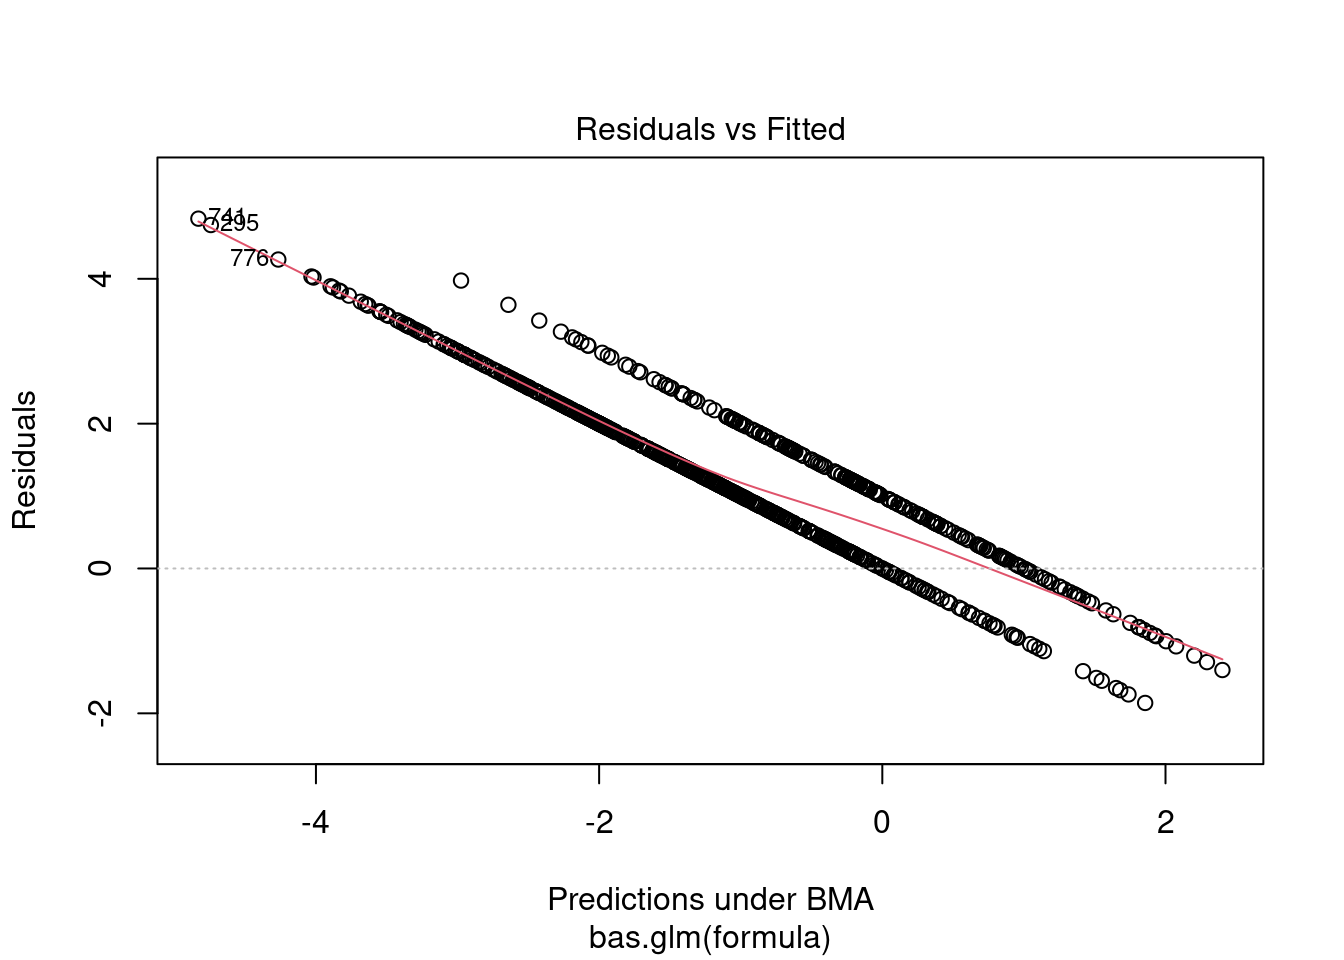 Residuals vs Fitted
Residuals
4
2
0
-2
741
295
776
-4
-2
0
2
Predictions under BMA
bas.glm(formula)